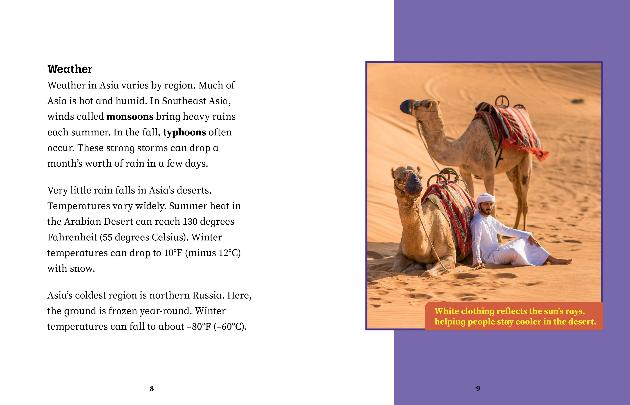 Weather
Weather in Asia varies by region. Much of
Asia is hot and humid. In Southeast Asia,
winds called monsoons bring heavy rains
each summer. In the fall, typhoons often
occur. These strong storms can drop a
month's worth of rain in a few days.
Very little rain falls in Asia's deserts.
Temperatures vary widely. Summer heat in
the Arabian Desert can reach 130 degrees
Fahrenheit (55 degrees Celsius). Winter
temperatures can drop to 10°F (minus 12°C)
with snow.
Asia's coldest region is northern Russia. Here,
the ground is frozen year-round. Winter
temperatures can fall to about –80°F (–60°C).
8
White clothing reflects the sun's rays,
helping people stay cooler in the desert.
9